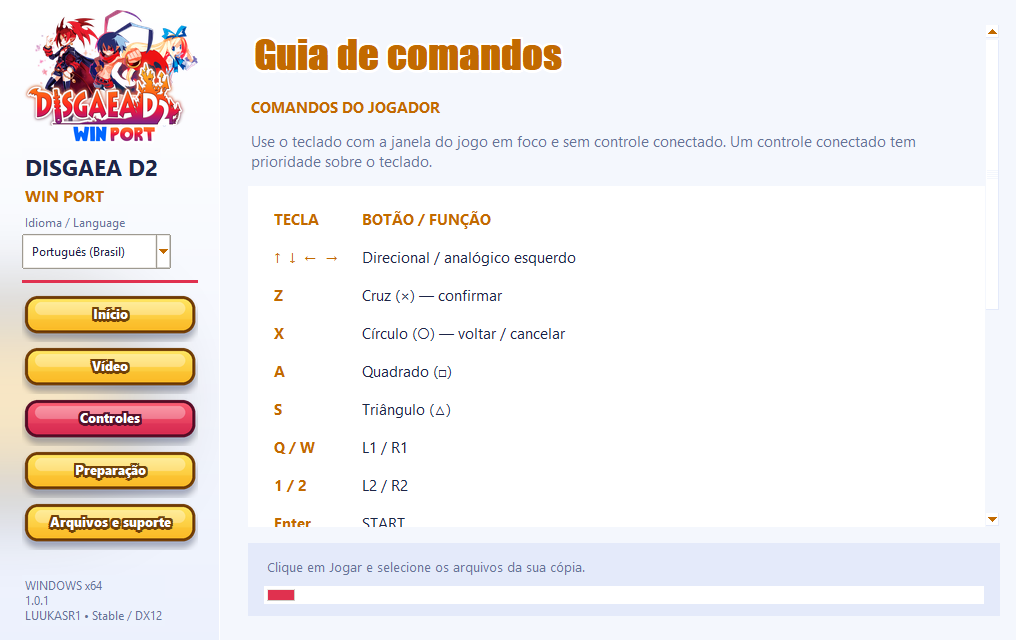 DISGAEA D2
WIN PORT
DISGAEA D2
WIN PORT
Idioma / Language
Português (Brasil)
Início
Vídeo
Controles
Preparação
Arquivos e suporte
WINDOWS x64
1.0.1
LUUKASR1 • Stable / DX12
Guia de comandos
COMANDOS DO JOGADOR
Use o teclado com a janela do jogo em foco e sem controle conectado. Um controle conectado tem
prioridade sobre o teclado.
TECLA BOTÃO / FUNÇÃO
↑ ↓ ← → Direcional / analógico esquerdo
Z Cruz (×) — confirmar
X Círculo (○) — voltar / cancelar
A Quadrado (□)
S Triângulo (△)
Q / W L1 / R1
1 / 2 L2 / R2
Enter START
Clique em Jogar e selecione os arquivos da sua cópia.